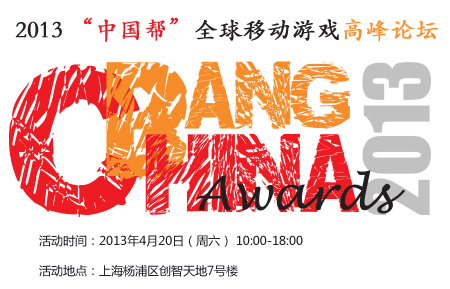 2013 “中国帮” 全球移动游戏高峰论坛
BANG
CHINA
Awards
2013
活动时间：2013年4月20日（周六） 10:00-18:00
活动地点：上海杨浦区创智天地7号楼